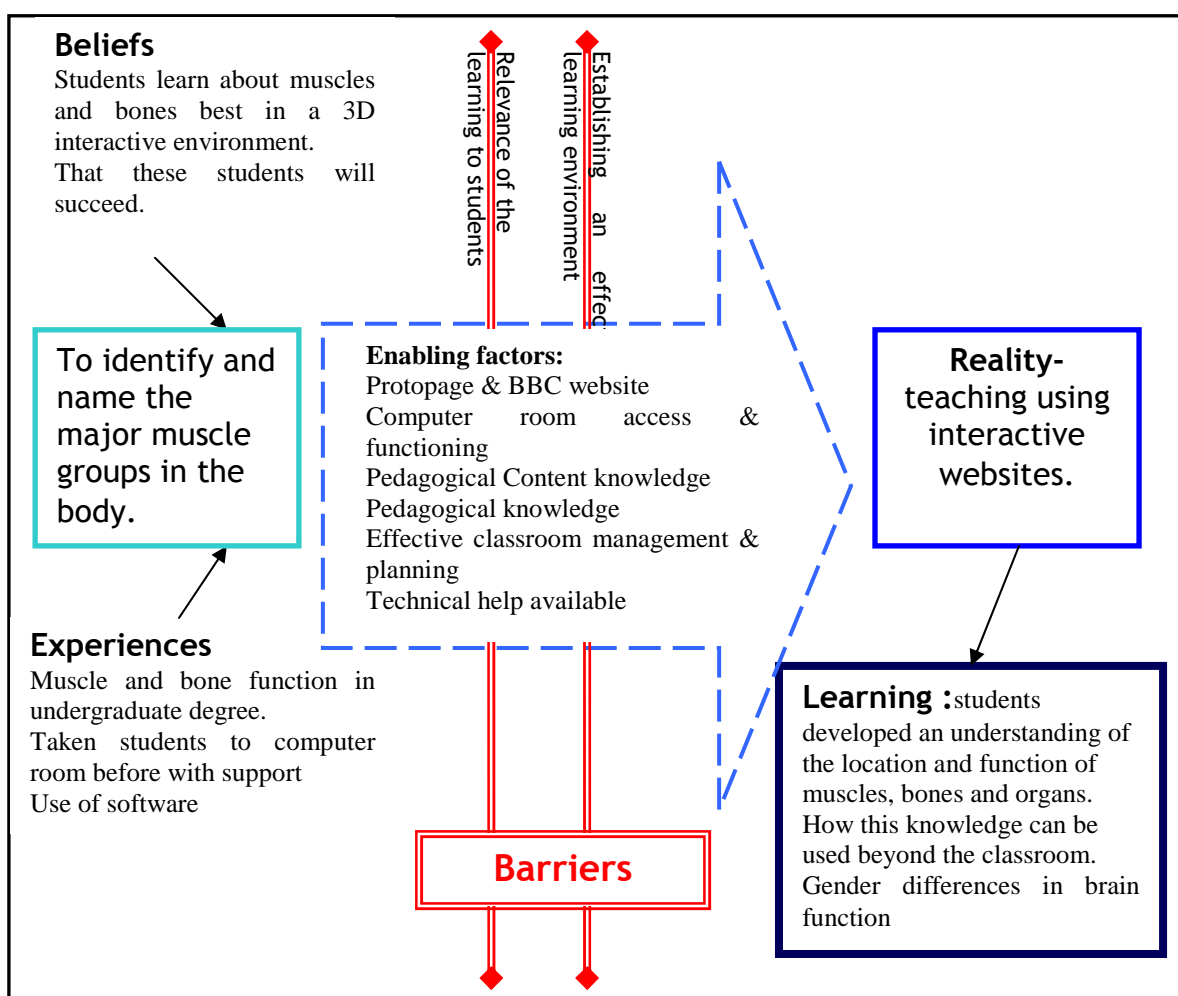 Beliefs
Students learn about muscles
and bones best in a 3D
interactive environment.
That these students will
succeed.
Relevance of the
learning to students
Establishing an
learning environment
To identify and
name the
major muscle
groups in the
body.
Enabling factors:
Protopage & BBC website
Computer room access &
functioning
Pedagogical Content knowledge
Pedagogical knowledge
Effective classroom management &
planning
Technical help available
Reality-
teaching using
interactive
websites.
Experiences
Muscle and bone function in
undergraduate degree.
Taken students to computer
room before with support
Use of software
Learning :students
developed an understanding of
the location and function of
muscles, bones and organs.
How this knowledge can be
used beyond the classroom.
Gender differences in brain
function
Barriers